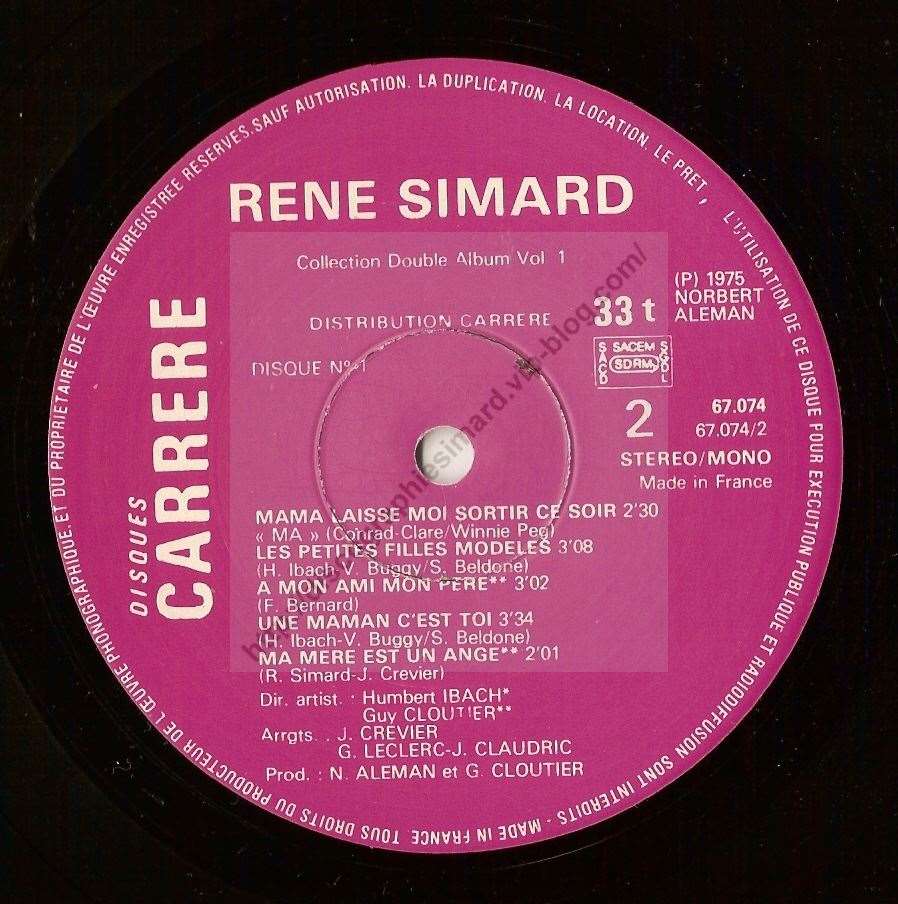 TOUS DROITS DU PRODUCTEUR DE L'ŒUVRE PHONOGRAPHIQUE.ET DU PROPRIETAIRE DE L'ŒUVRE ENREGISTREE RESERVES.SAUF AUTORISATION. LA DUPLICATION. LA LOCATION. LE PRET, L'UTILISATION DE CE DISQUE POUR EXECUTION PUBLIQUE ET RADIODIFFUSION SONT INTERDITS - MADE IN FRANCE
RENE SIMARD
Collection Double Album Vol 1
(P) 1975
NORBERT
ALEMAN
DISTRIBUTION CARRERE
33 t
DISQUE N° 1
SACEM
SACD
SDRM
SGDL
2
67.074
67.074/2
STEREO/MONO
Made in France
DISQUES
CARRERE
MAMA LAISSE MOI SORTIR CE SOIR 2'30
« MA » (Conrad-Clare/Winnie Peg)
LES PETITES FILLES MODELES 3'08
(H. Ibach-V. Buggy/S. Beldone)
A MON AMI MON PERE** 3'02
(F. Bernard)
UNE MAMAN C'EST TOI 3'34
(H. Ibach-V. Buggy/S. Beldone)
MA MERE EST UN ANGE** 2'01
(R. Simard-J. Crevier)
Dir. artist. : Humbert IBACH*
Guy CLOUTIER**
Arrgts. . J. CREVIER
G. LECLERC-J. CLAUDRIC
Prod. : N. ALEMAN et G. CLOUTIER